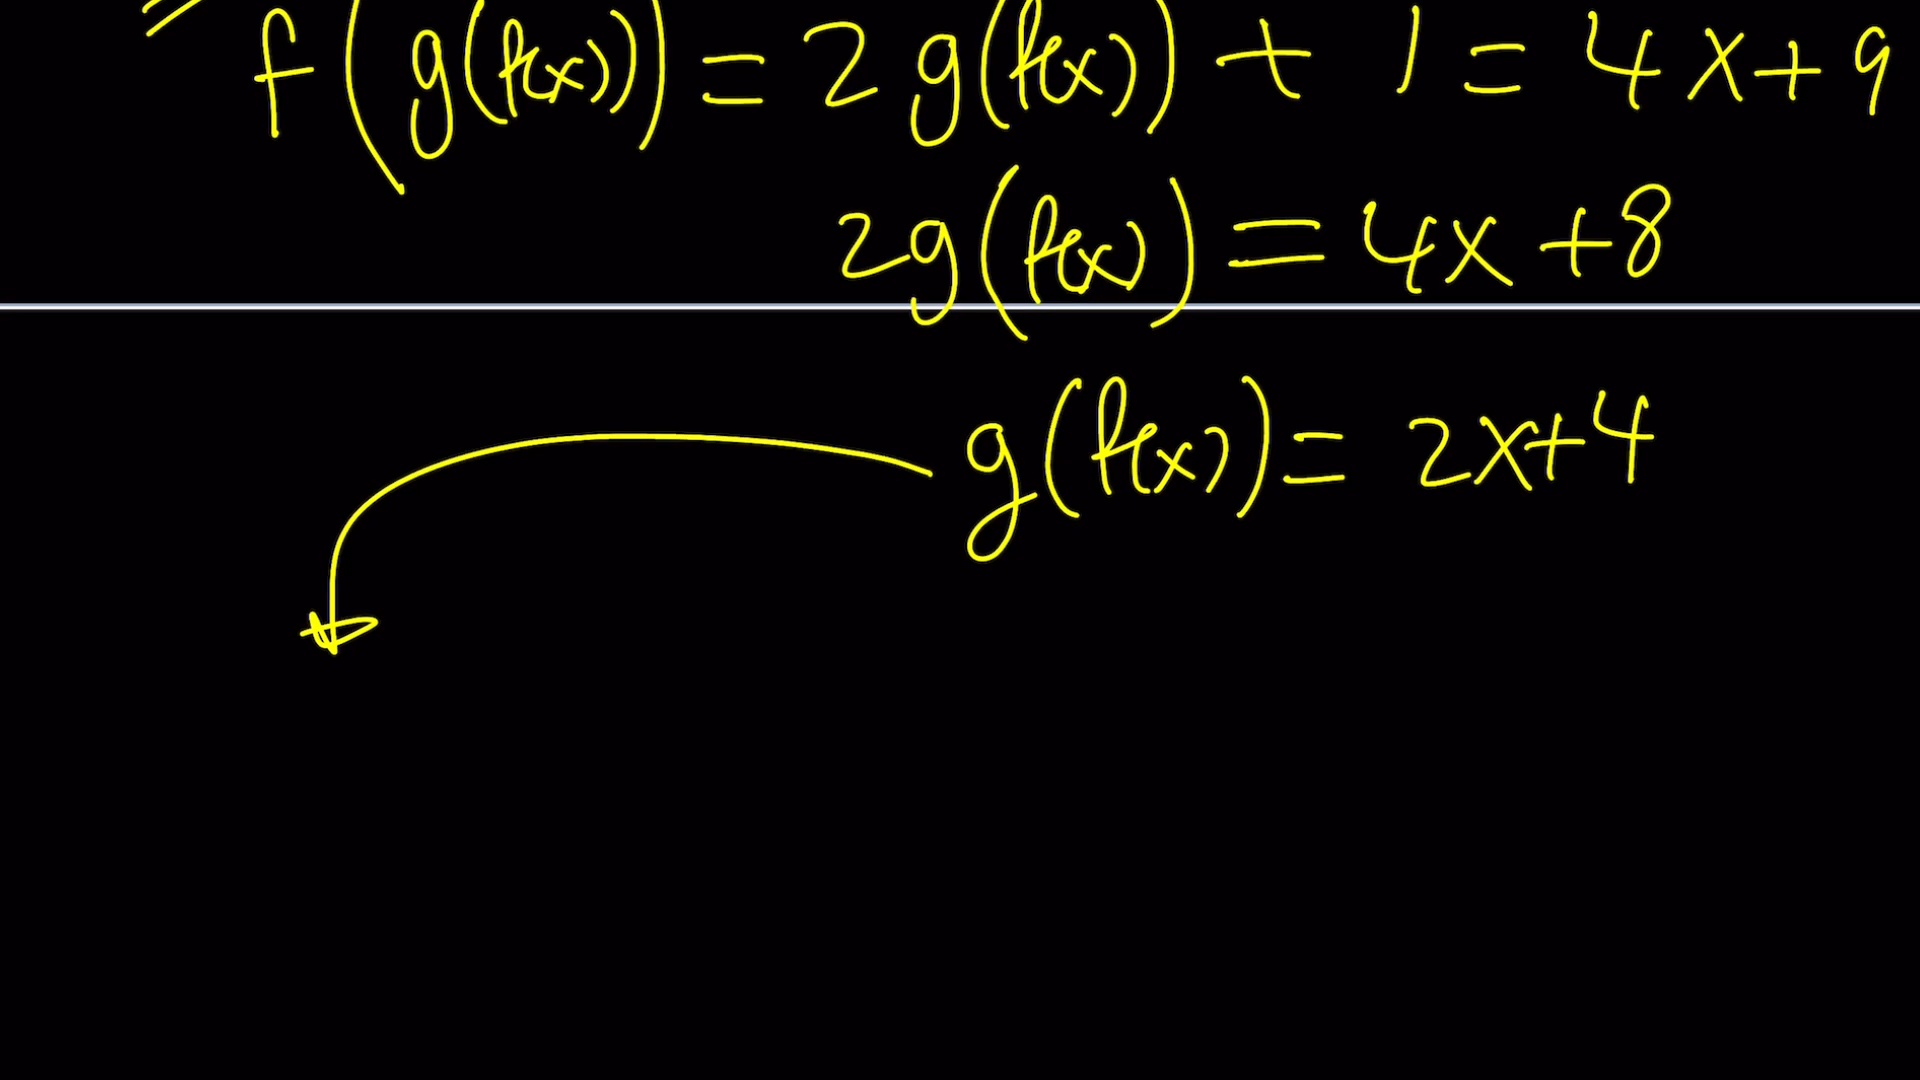 f(g(f(x))) = 2g(f(x)) + 1 = 4x+9
2g(f(x)) = 4x+8
g(f(x)) = 2x+4